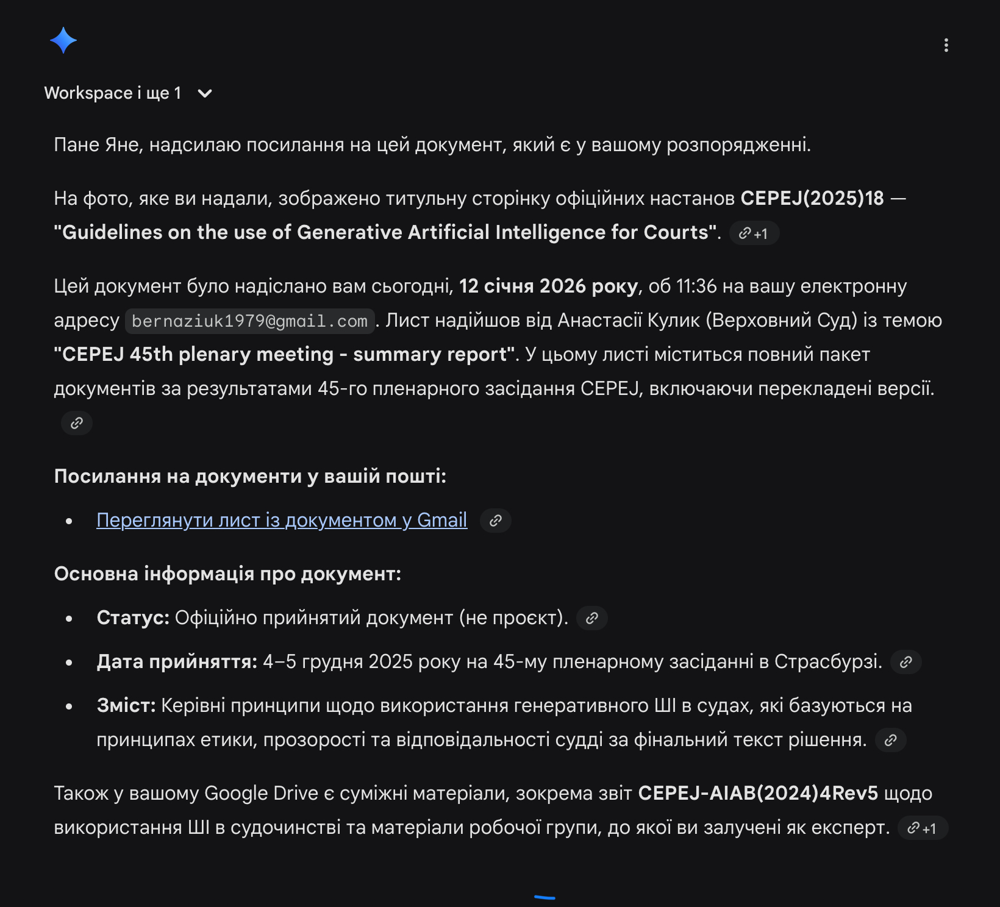 Workspace і ще 1
Пане Яне, надсилаю посилання на цей документ, який є у вашому розпорядженні.
На фото, яке ви надали, зображено титульну сторінку офіційних настанов CEPEJ(2025)18 —
"Guidelines on the use of Generative Artificial Intelligence for Courts". +1
Цей документ було надіслано вам сьогодні, 12 січня 2026 року, об 11:36 на вашу електронну
адресу bernaziuk1979@gmail.com. Лист надійшов від Анастасії Кулик (Верховний Суд) із темою
"CEPEJ 45th plenary meeting - summary report". У цьому листі міститься повний пакет
документів за результатами 45-го пленарного засідання CEPEJ, включаючи перекладені версії.
Посилання на документи у вашій пошті:
• Переглянути лист із документом у Gmail
Основна інформація про документ:
• Статус: Офіційно прийнятий документ (не проєкт).
• Дата прийняття: 4–5 грудня 2025 року на 45-му пленарному засіданні в Страсбурзі.
• Зміст: Керівні принципи щодо використання генеративного ШІ в судах, які базуються на
принципах етики, прозорості та відповідальності судді за фінальний текст рішення.
Також у вашому Google Drive є суміжні матеріали, зокрема звіт CEPEJ-AIAB(2024)4Rev5 щодо
використання ШІ в судочинстві та матеріали робочої групи, до якої ви залучені як експерт. +1